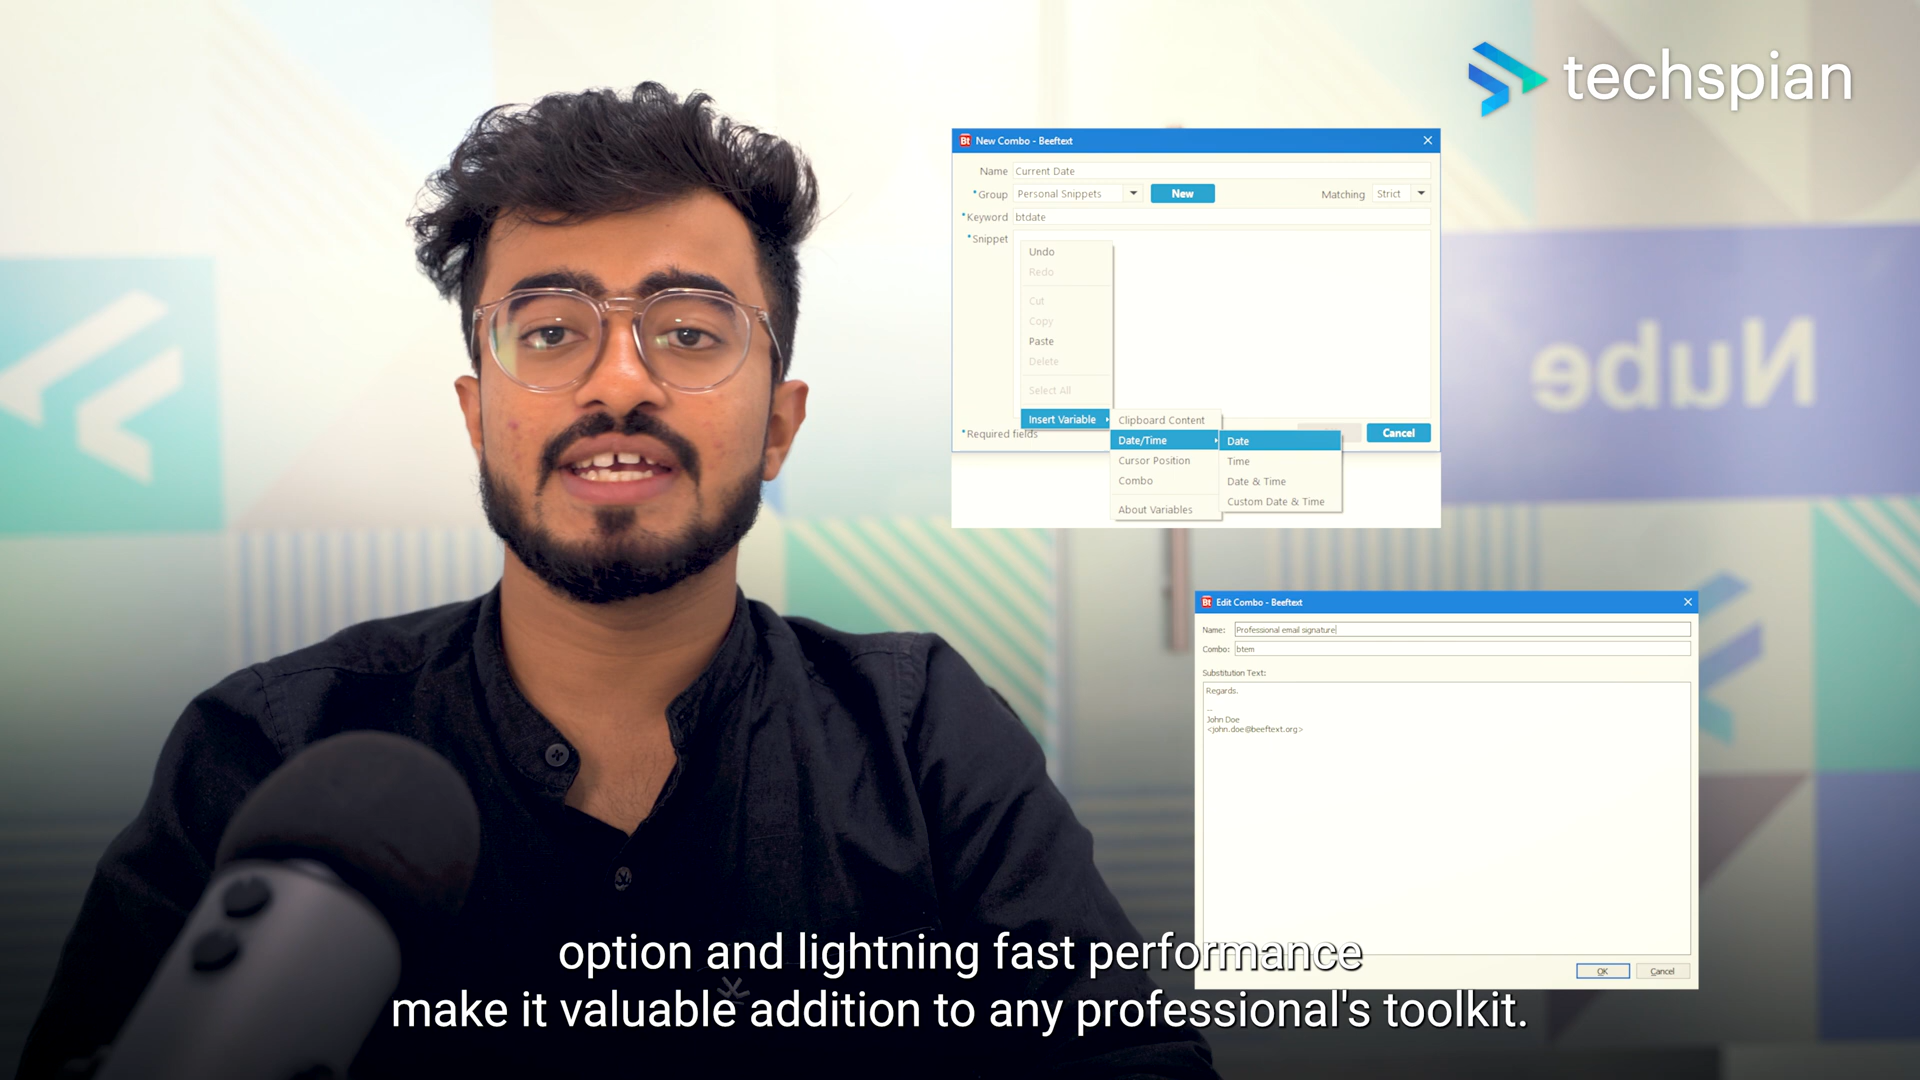 techspian
New Combo - Beeftext
Name Current Date
*Group Personal Snippets New Matching Strict
*Keyword btdate
*Snippet
Undo
Redo
Cut
Copy
Paste
Delete
Select All
Insert Variable
Clipboard Content
*Required fields
Cancel
Date/Time
Date
Cursor Position
Time
Combo
Date & Time
Custom Date & Time
About Variables
Nube
Edit Combo - Beeftext
Name: Professional email signature
Combo: btem
Substitution Text:
Regards.
--
John Doe
<john.doe@beeftext.org>
OK Cancel
option and lightning fast performance
make it valuable addition to any professional's toolkit.